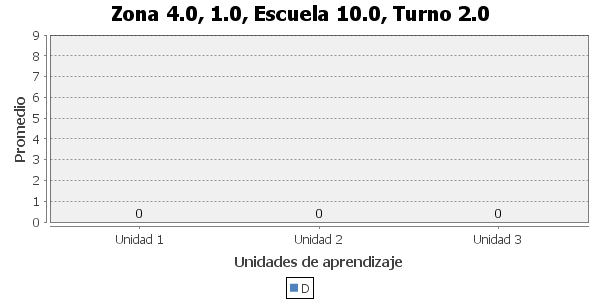 Zona 4.0, 1.0, Escuela 10.0, Turno 2.0
9
8
7
6
5
4
3
2
1
0
Promedio
0 0 0
Unidad 1 Unidad 2 Unidad 3
Unidades de aprendizaje
D